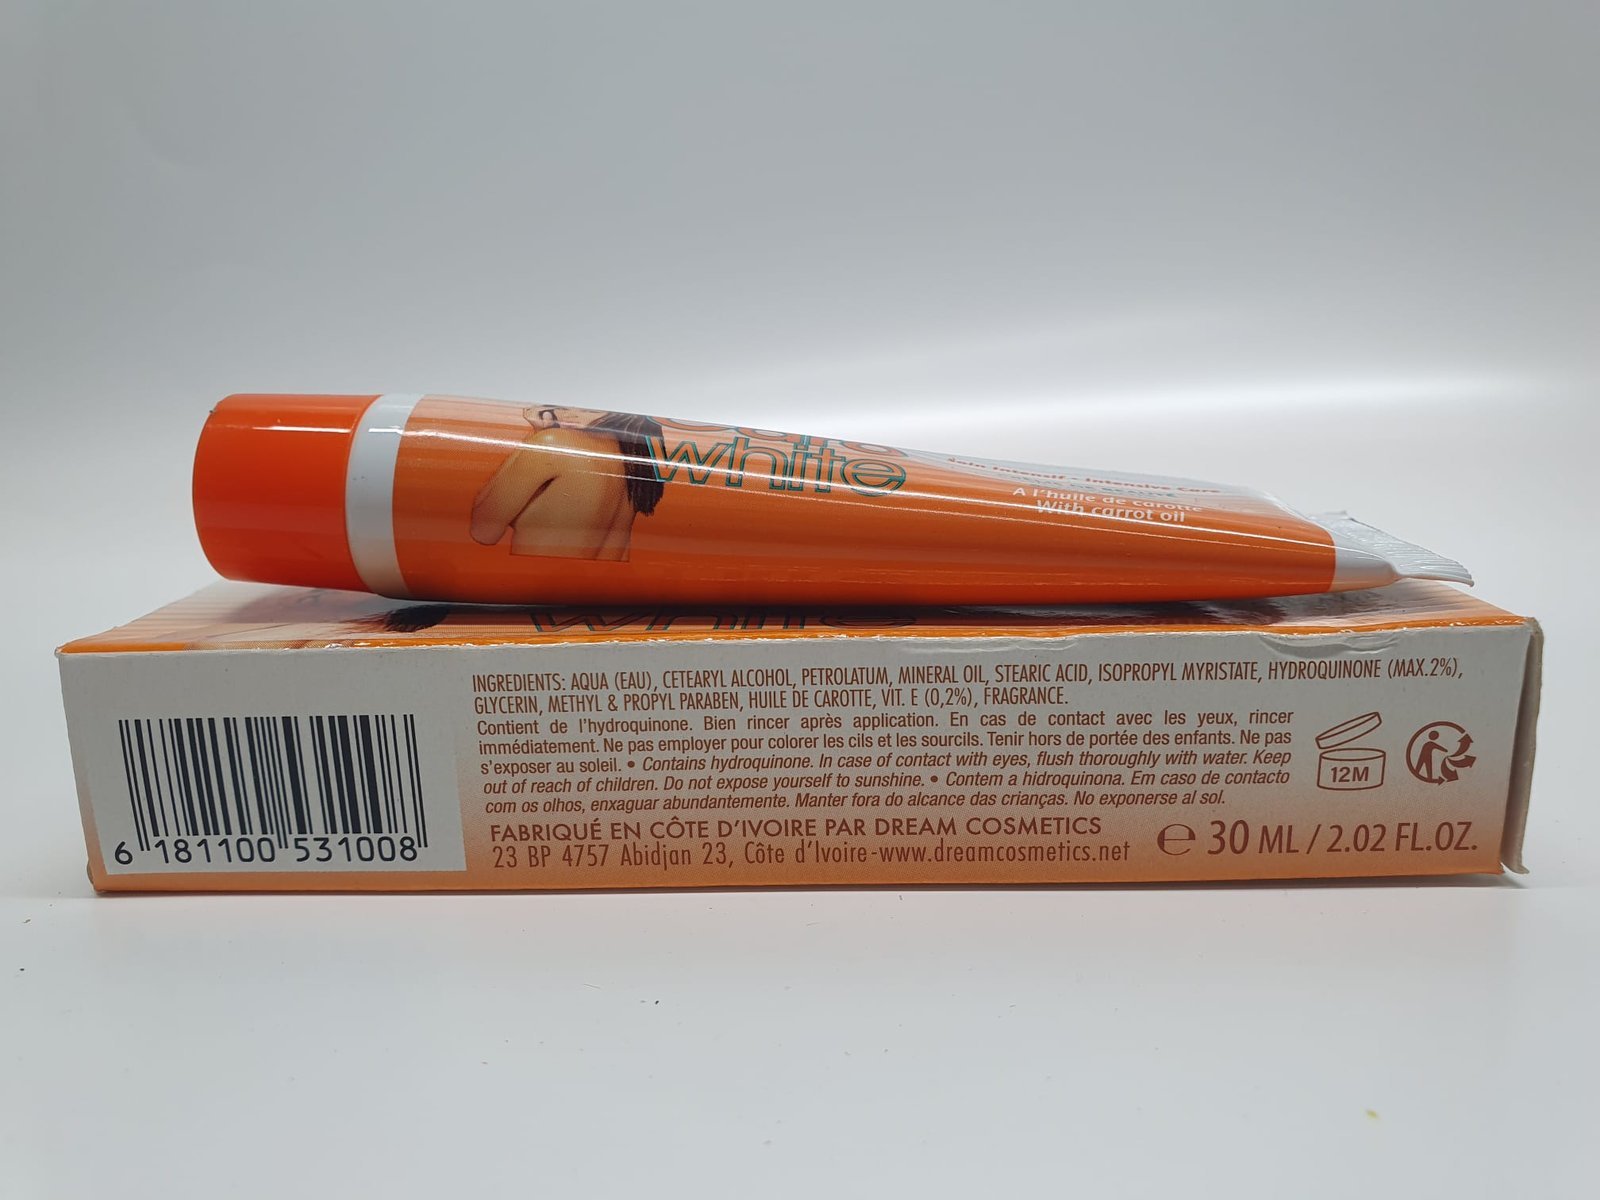 white
Soin Intensif - Intensive Care
A l'huile de carotte
With carrot oil
white
INGREDIENTS: AQUA (EAU), CETEARYL ALCOHOL, PETROLATUM, MINERAL OIL, STEARIC ACID, ISOPROPYL MYRISTATE, HYDROQUINONE (MAX.2%),
GLYCERIN, METHYL & PROPYL PARABEN, HUILE DE CAROTTE, VIT. E (0,2%), FRAGRANCE.
Contient de l'hydroquinone. Bien rincer après application. En cas de contact avec les yeux, rincer
immédiatement. Ne pas employer pour colorer les cils et les sourcils. Tenir hors de portée des enfants. Ne pas
s'exposer au soleil. • Contains hydroquinone. In case of contact with eyes, flush thoroughly with water. Keep
out of reach of children. Do not expose yourself to sunshine. • Contem a hidroquinona. Em caso de contacto
com os olhos, enxaguar abundantemente. Manter fora do alcance das crianças. No exponerse al sol.
12M
FABRIQUÉ EN CÔTE D'IVOIRE PAR DREAM COSMETICS
23 BP 4757 Abidjan 23, Côte d'Ivoire-www.dreamcosmetics.net
e 30 ML / 2.02 FL.OZ.
6 181100 531008